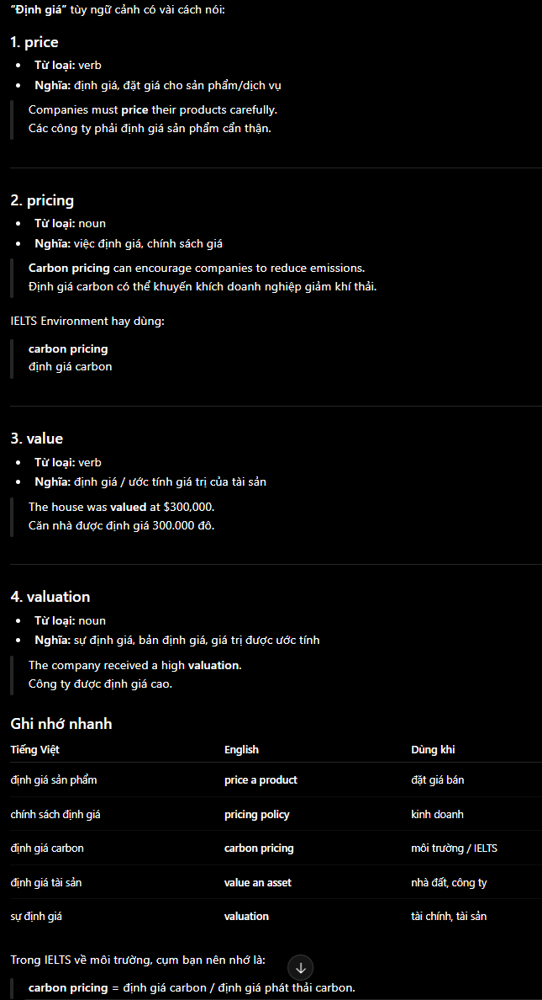 “Định giá” tùy ngữ cảnh có vài cách nói:
1. price
• Từ loại: verb
• Nghĩa: định giá, đặt giá cho sản phẩm/dịch vụ
Companies must price their products carefully.
Các công ty phải định giá sản phẩm cẩn thận.
2. pricing
• Từ loại: noun
• Nghĩa: việc định giá, chính sách giá
Carbon pricing can encourage companies to reduce emissions.
Định giá carbon có thể khuyến khích doanh nghiệp giảm khí thải.
IELTS Environment hay dùng:
carbon pricing
định giá carbon
3. value
• Từ loại: verb
• Nghĩa: định giá / ước tính giá trị của tài sản
The house was valued at $300,000.
Căn nhà được định giá 300.000 đô.
4. valuation
• Từ loại: noun
• Nghĩa: sự định giá, bản định giá, giá trị được ước tính
The company received a high valuation.
Công ty được định giá cao.
Ghi nhớ nhanh
Tiếng Việt English Dùng khi
định giá sản phẩm price a product đặt giá bán
chính sách định giá pricing policy kinh doanh
định giá carbon carbon pricing môi trường / IELTS
định giá tài sản value an asset nhà đất, công ty
sự định giá valuation tài chính, tài sản
Trong IELTS về môi trường, cụm bạn nên nhớ là:
carbon pricing = định giá carbon / định giá phát thải carbon.